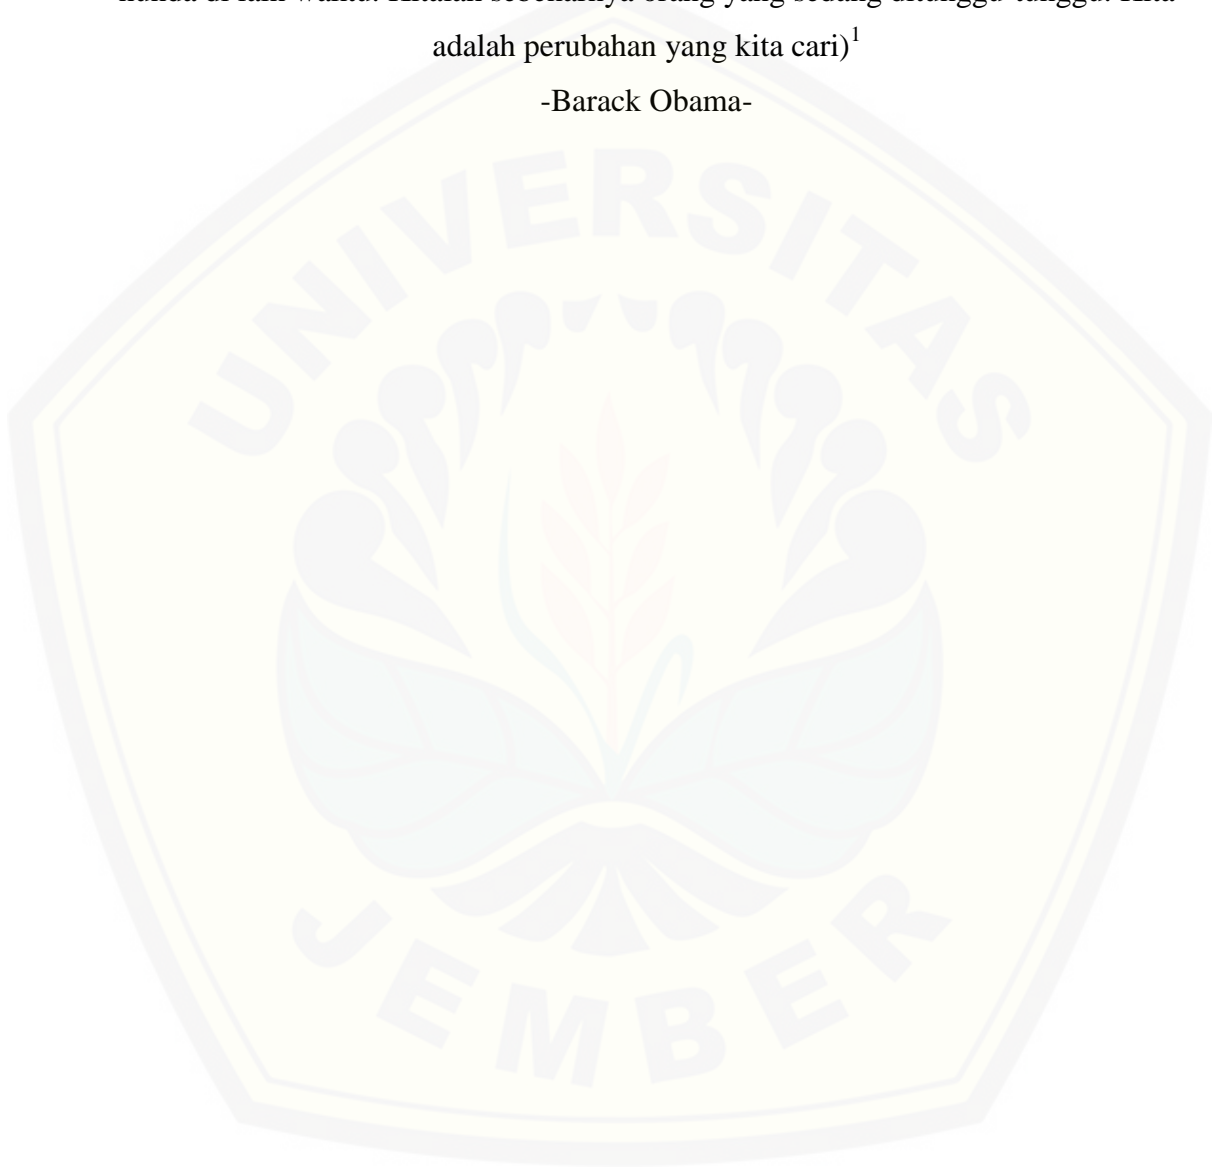 di lain waktu. Kitalah sebenarnya orang yang sedang ditunggu-tunggu. Kita
adalah perubahan yang kita cari)1
-Barack Obama-
UNIVERSITAS
JEMBER